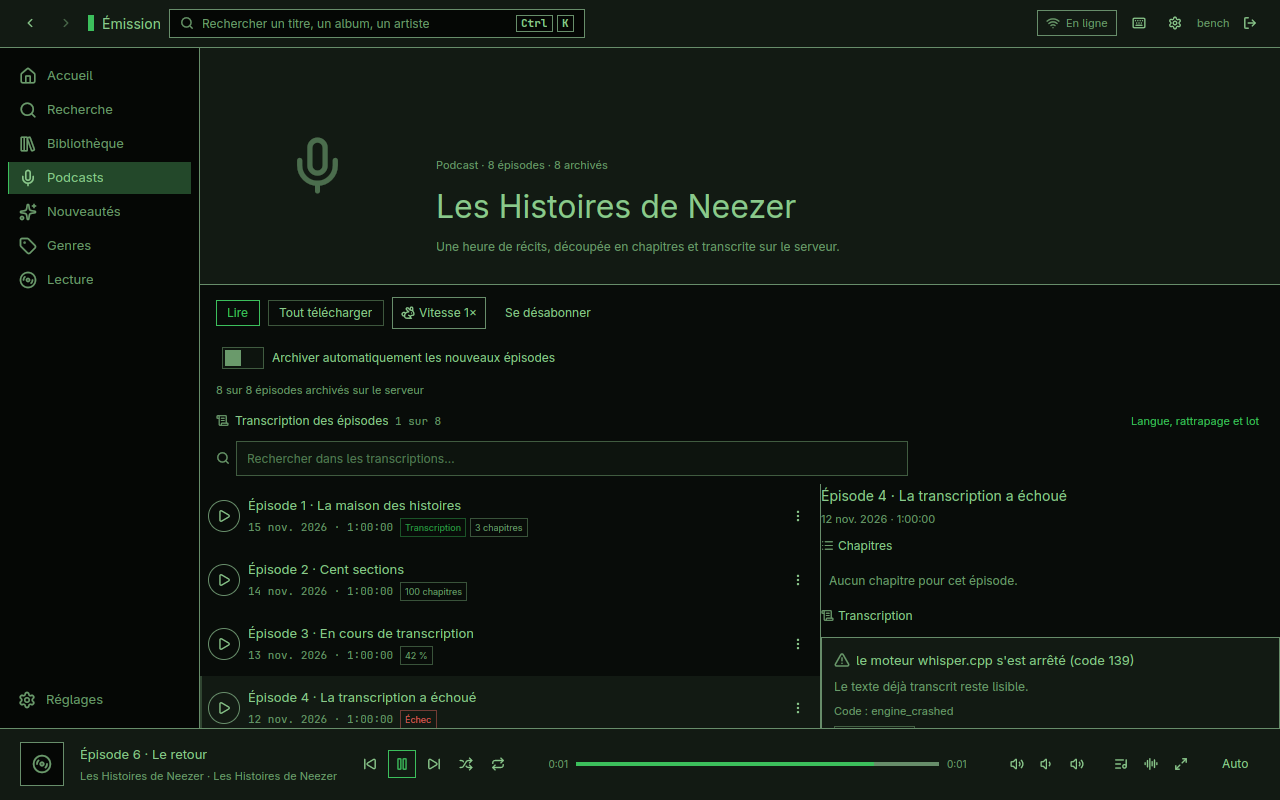 Émission
Rechercher un titre, un album, un artiste
Ctrl K
En ligne
bench
Accueil
Recherche
Bibliothèque
Podcasts
Nouveautés
Genres
Lecture
Réglages
Podcast · 8 épisodes · 8 archivés
Les Histoires de Neezer
Une heure de récits, découpée en chapitres et transcrite sur le serveur.
Lire
Tout télécharger
Vitesse 1×
Se désabonner
Archiver automatiquement les nouveaux épisodes
8 sur 8 épisodes archivés sur le serveur
Transcription des épisodes 1 sur 8
Langue, rattrapage et lot
Rechercher dans les transcriptions...
Épisode 1 · La maison des histoires
15 nov. 2026 · 1:00:00 Transcription 3 chapitres
Épisode 2 · Cent sections
14 nov. 2026 · 1:00:00 100 chapitres
Épisode 3 · En cours de transcription
13 nov. 2026 · 1:00:00 42 %
Épisode 4 · La transcription a échoué
12 nov. 2026 · 1:00:00 Échec
Épisode 4 · La transcription a échoué
12 nov. 2026 · 1:00:00
Chapitres
Aucun chapitre pour cet épisode.
Transcription
le moteur whisper.cpp s'est arrêté (code 139)
Le texte déjà transcrit reste lisible.
Code : engine_crashed
Épisode 6 · Le retour
Les Histoires de Neezer · Les Histoires de Neezer
0:01
0:01
Auto